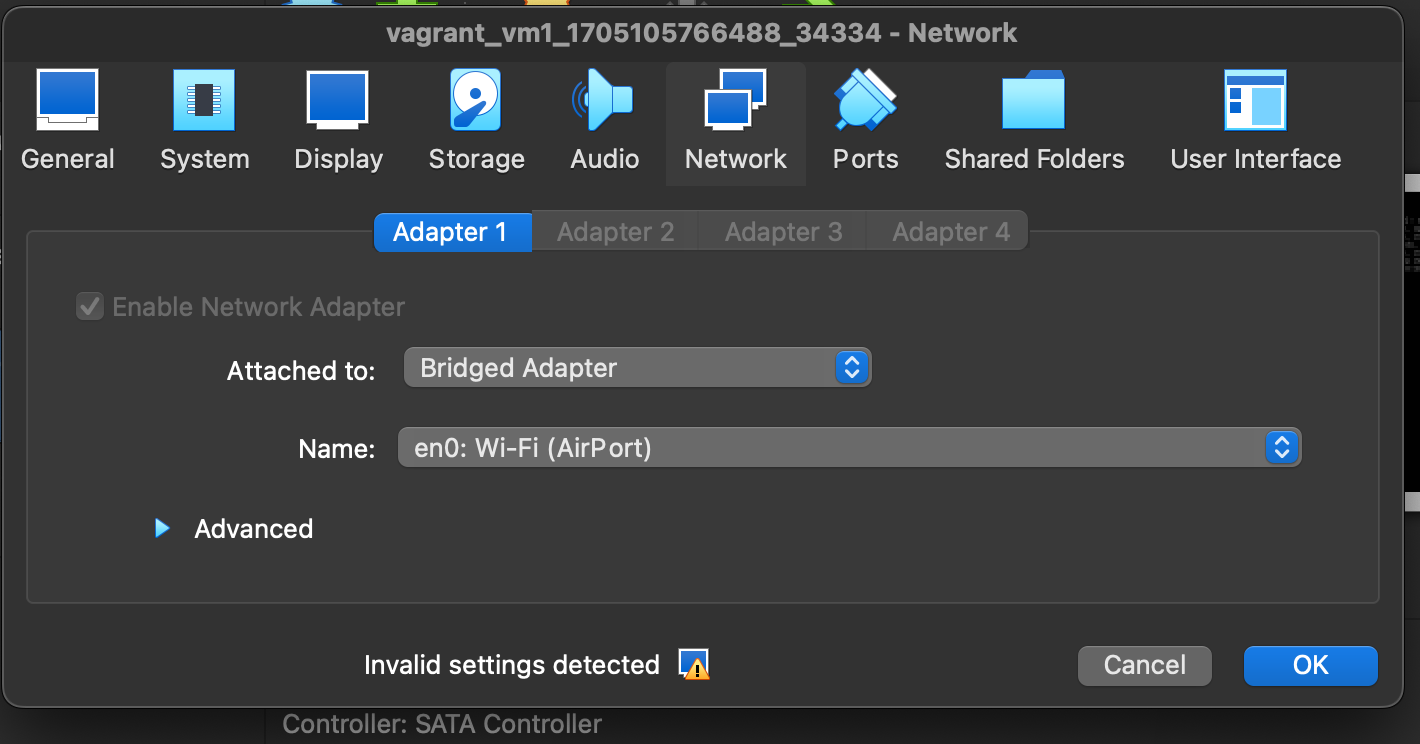 vagrant_vm1_1705105766488_34334 - Network
General System Display Storage Audio Network Ports Shared Folders User Interface
Adapter 1 Adapter 2 Adapter 3 Adapter 4
Enable Network Adapter
Attached to: Bridged Adapter
Name: en0: Wi-Fi (AirPort)
Advanced
Invalid settings detected Cancel OK
Controller: SATA Controller